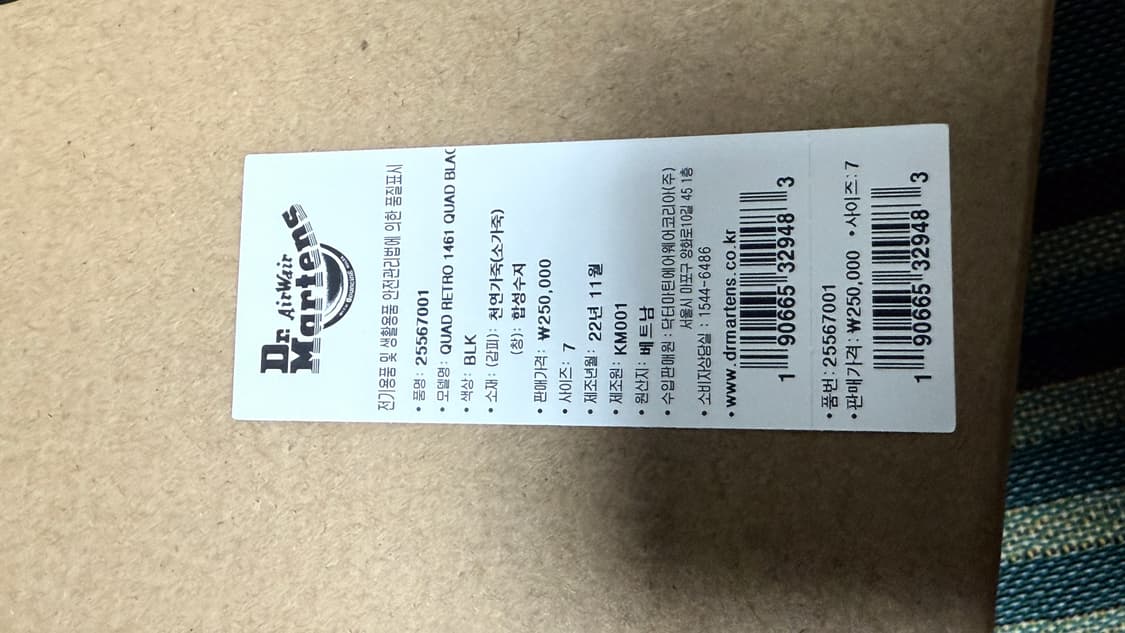 Dr. AirWair
Martens
전기용품 및 생활용품 안전관리법에 의한 품질표시
• 품명: 25567001
• 모델명: QUAD RETRO 1461 QUAD BLAC
• 색상: BLK
• 소재: (갑피): 천연가죽(소가죽)
(창): 합성수지
• 판매가격: ₩250,000
• 사이즈: 7
• 제조년월: 22년 11월
• 제조원: KM001
• 원산지: 베트남
• 수입판매원: 닥터마틴에어웨어코리아(주)
서울시 마포구 양화로10길 45 1층
• 소비자상담실 : 1544-6486
• www.drmartens.co.kr
1 90665 32948 3
• 품번: 25567001
• 판매가격: ₩250,000 • 사이즈: 7
1 90665 32948 3